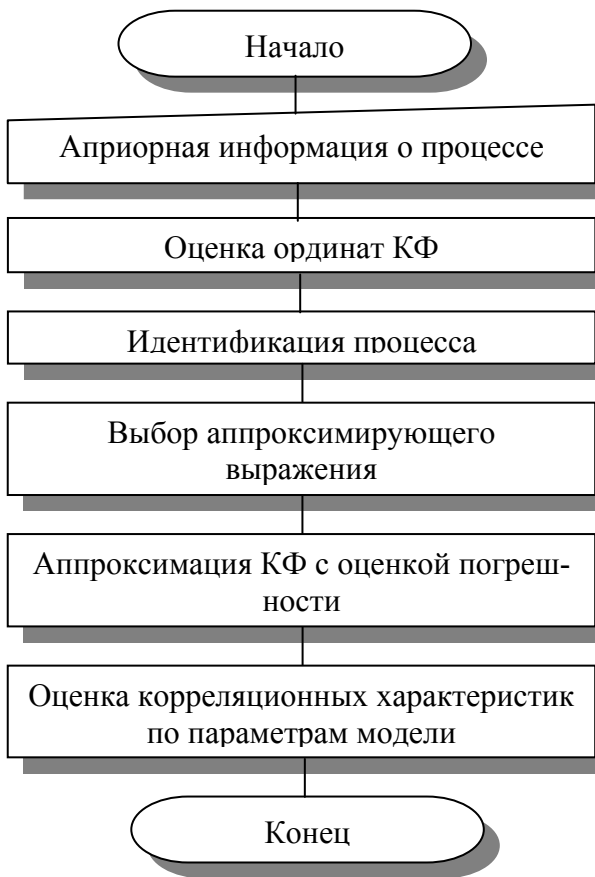 Начало
Априорная информация о процессе
Оценка ординат КФ
Идентификация процесса
Выбор аппроксимирующего
выражения
Аппроксимация КФ с оценкой погреш-
ности
Оценка корреляционных характеристик
по параметрам модели
Конец